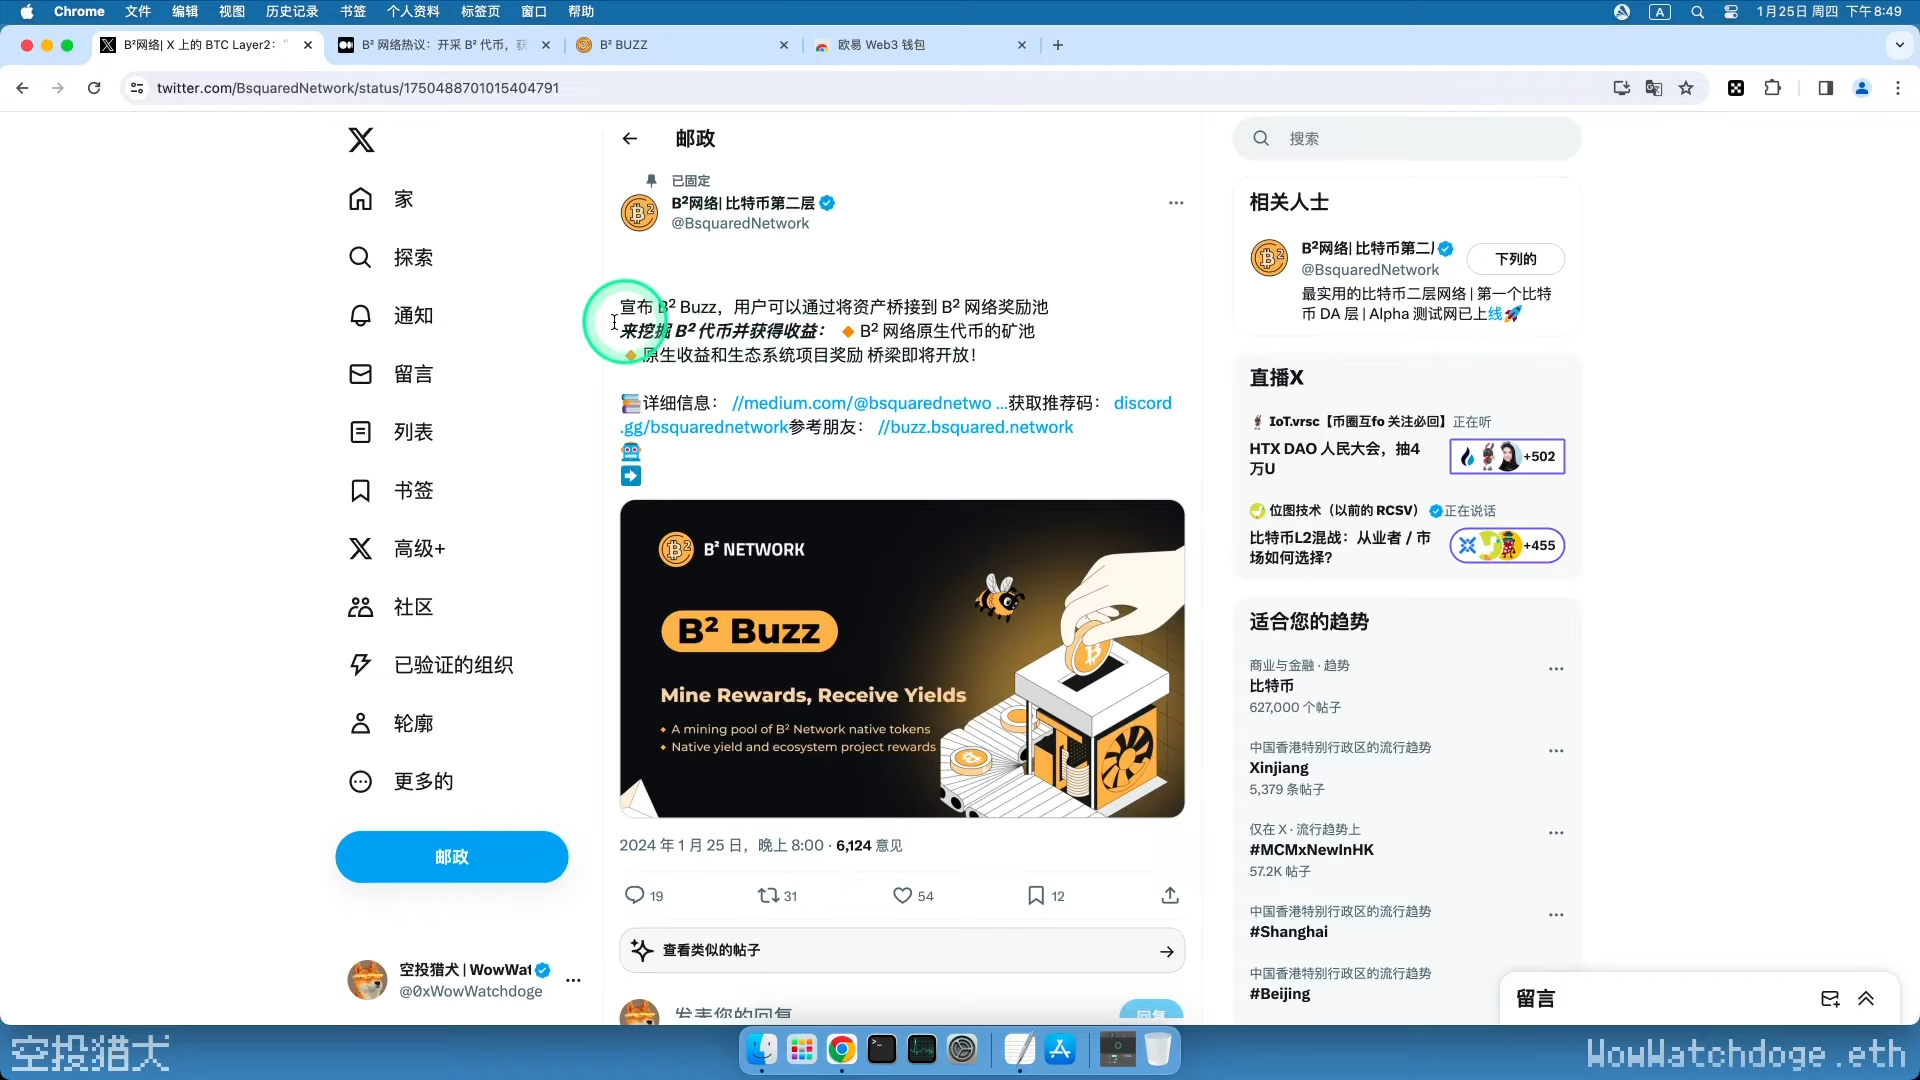 Chrome 文件 编辑 视图 历史记录 书签 个人资料 标签页 窗口 帮助
A 1月25日 周四 下午8:49
B²网络| X 上的 BTC Layer2：“
B² 网络热议：开采 B² 代币，获
B² BUZZ
欧易 Web3 钱包
twitter.com/BsquaredNetwork/status/1750488701015404791
家
探索
通知
留言
列表
书签
高级+
社区
已验证的组织
轮廓
更多的
邮政
空投猎犬 | WowWat
@0xWowWatchdoge
邮政
已固定
B²网络| 比特币第二层
@BsquaredNetwork
宣布 B² Buzz，用户可以通过将资产桥接到 B² 网络奖励池
来挖掘 B² 代币并获得收益： 🔸 B² 网络原生代币的矿池
🔸原生收益和生态系统项目奖励 桥梁即将开放！
📚详细信息： //medium.com/@bsquarednetwo ...获取推荐码： discord
.gg/bsquarednetwork参考朋友： //buzz.bsquared.network
B² NETWORK
B² Buzz
Mine Rewards, Receive Yields
A mining pool of B² Network native tokens
Native yield and ecosystem project rewards
2024 年 1 月 25 日，晚上 8:00 · 6,124 意见
19 31 54 12
查看类似的帖子
发表您的回复
回复
搜索
相关人士
B²网络| 比特币第二
@BsquaredNetwork
下列的
最实用的比特币二层网络 | 第一个比特
币 DA 层 | Alpha 测试网已上线🚀
直播X
IoT.vrsc【币圈互fo 关注必回】正在听
HTX DAO 人民大会，抽4
万U
+502
位图技术（以前的 RCSV） 正在说话
比特币L2混战：从业者 / 市
场如何选择？
+455
适合您的趋势
商业与金融 · 趋势
比特币
627,000 个帖子
中国香港特别行政区的流行趋势
Xinjiang
5,379 条帖子
仅在 X · 流行趋势上
#MCMxNewInHK
57.2K 帖子
中国香港特别行政区的流行趋势
#Shanghai
中国香港特别行政区的流行趋势
#Beijing
留言
空投猎犬
WowWatchdoge.eth